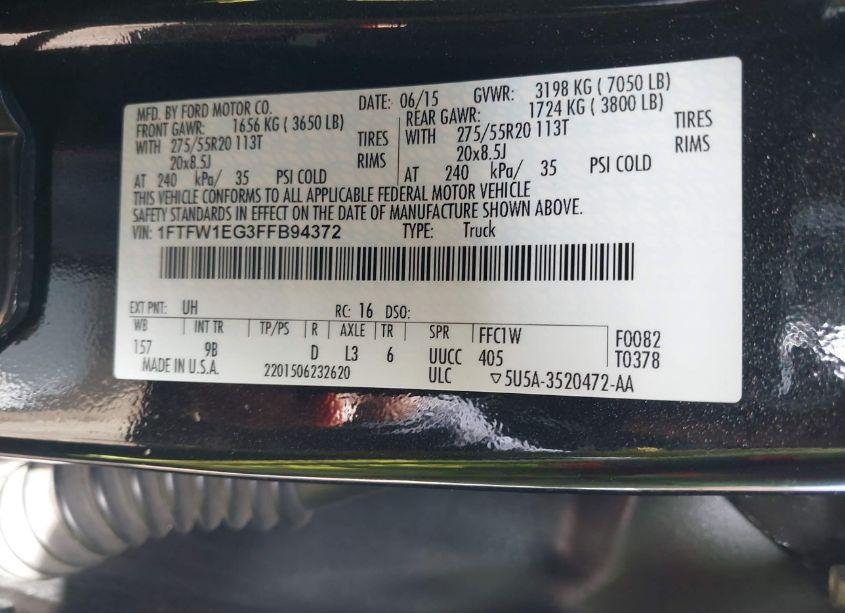 MFD. BY FORD MOTOR CO. DATE: 06/15 GVWR: 3198 KG ( 7050 LB)
FRONT GAWR: 1656 KG ( 3650 LB) REAR GAWR: 1724 KG ( 3800 LB)
WITH 275/55R20 113T TIRES WITH 275/55R20 113T TIRES
20x8.5J RIMS 20x8.5J RIMS
AT 240 kPa/ 35 PSI COLD AT 240 kPa/ 35 PSI COLD
THIS VEHICLE CONFORMS TO ALL APPLICABLE FEDERAL MOTOR VEHICLE
SAFETY STANDARDS IN EFFECT ON THE DATE OF MANUFACTURE SHOWN ABOVE.
VIN: 1FTFW1EG3FFB94372 TYPE: Truck
EXT PNT: UH RC: 16 DSO:
WB INT TR TP/PS R AXLE TR SPR FFC1W F0082
157 9B D L3 6 UUCC 405 T0378
MADE IN U.S.A. 2201506232620 ULC ▽5U5A-3520472-AA